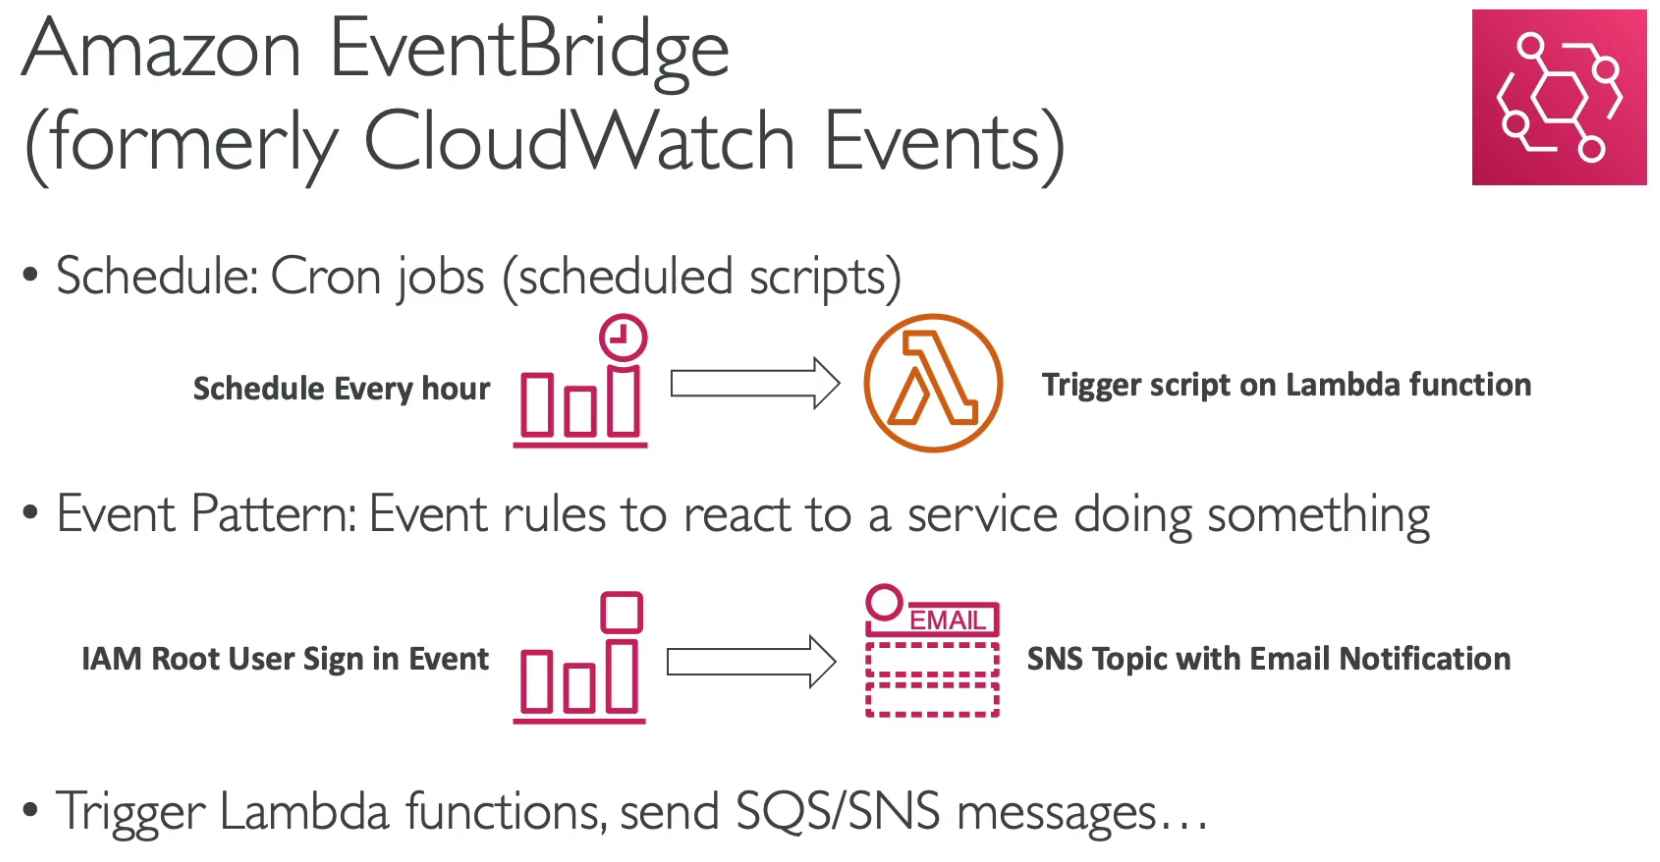 Amazon EventBridge
(formerly CloudWatch Events)
• Schedule: Cron jobs (scheduled scripts)
Schedule Every hour
Trigger script on Lambda function
• Event Pattern: Event rules to react to a service doing something
IAM Root User Sign in Event
EMAIL
SNS Topic with Email Notification
• Trigger Lambda functions, send SQS/SNS messages…